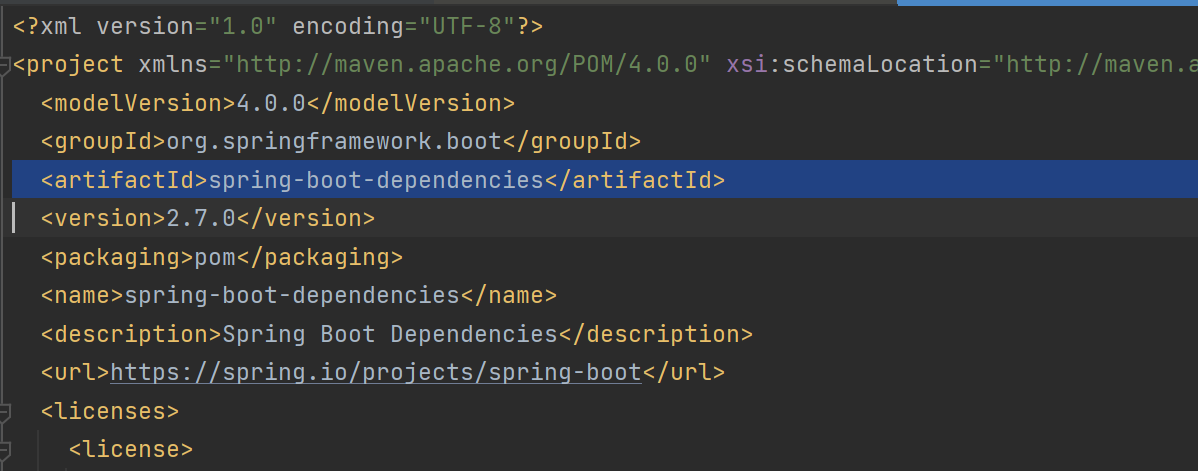 <?xml version="1.0" encoding="UTF-8"?>
<project xmlns="http://maven.apache.org/POM/4.0.0" xsi:schemaLocation="http://maven.a
<modelVersion>4.0.0</modelVersion>
<groupId>org.springframework.boot</groupId>
<artifactId>spring-boot-dependencies</artifactId>
<version>2.7.0</version>
<packaging>pom</packaging>
<name>spring-boot-dependencies</name>
<description>Spring Boot Dependencies</description>
<url>https://spring.io/projects/spring-boot</url>
<licenses>
<license>